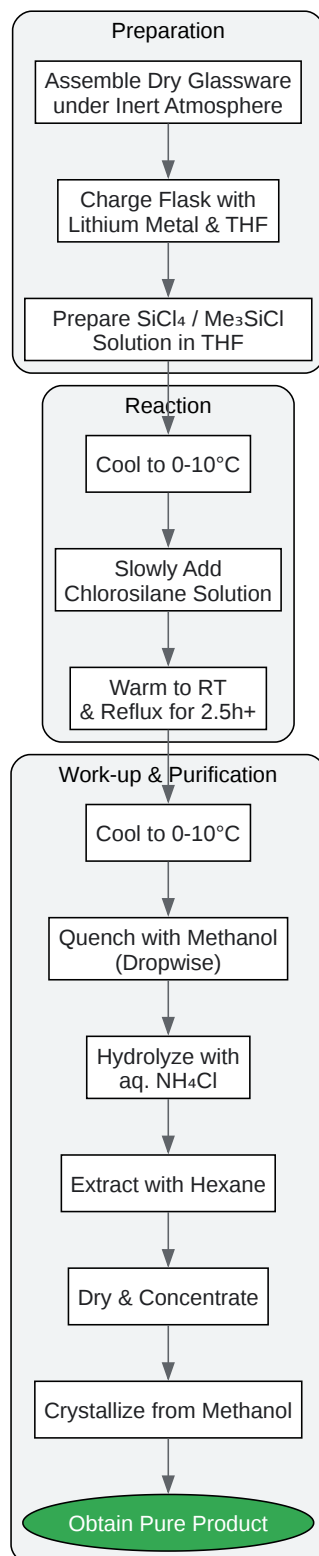 Preparation
Assemble Dry Glassware
under Inert Atmosphere
Charge Flask with
Lithium Metal & THF
Prepare SiCl₄ / Me₃SiCl
Solution in THF
Reaction
Cool to 0-10°C
Slowly Add
Chlorosilane Solution
Warm to RT
& Reflux for 2.5h+
Work-up & Purification
Cool to 0-10°C
Quench with Methanol
(Dropwise)
Hydrolyze with
aq. NH₄Cl
Extract with Hexane
Dry & Concentrate
Crystallize from Methanol
Obtain Pure Product